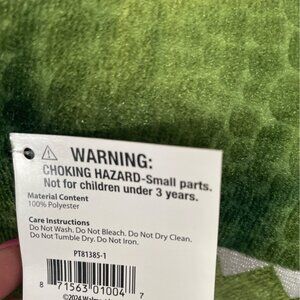 WARNING:
CHOKING HAZARD-Small parts.
Not for children under 3 years.
Material Content
100% Polyester
Care Instructions
Do Not Wash. Do Not Bleach. Do Not Dry Clean.
Do Not Tumble Dry. Do Not Iron.
PT81385-1
8 71563 01004 7
©2024